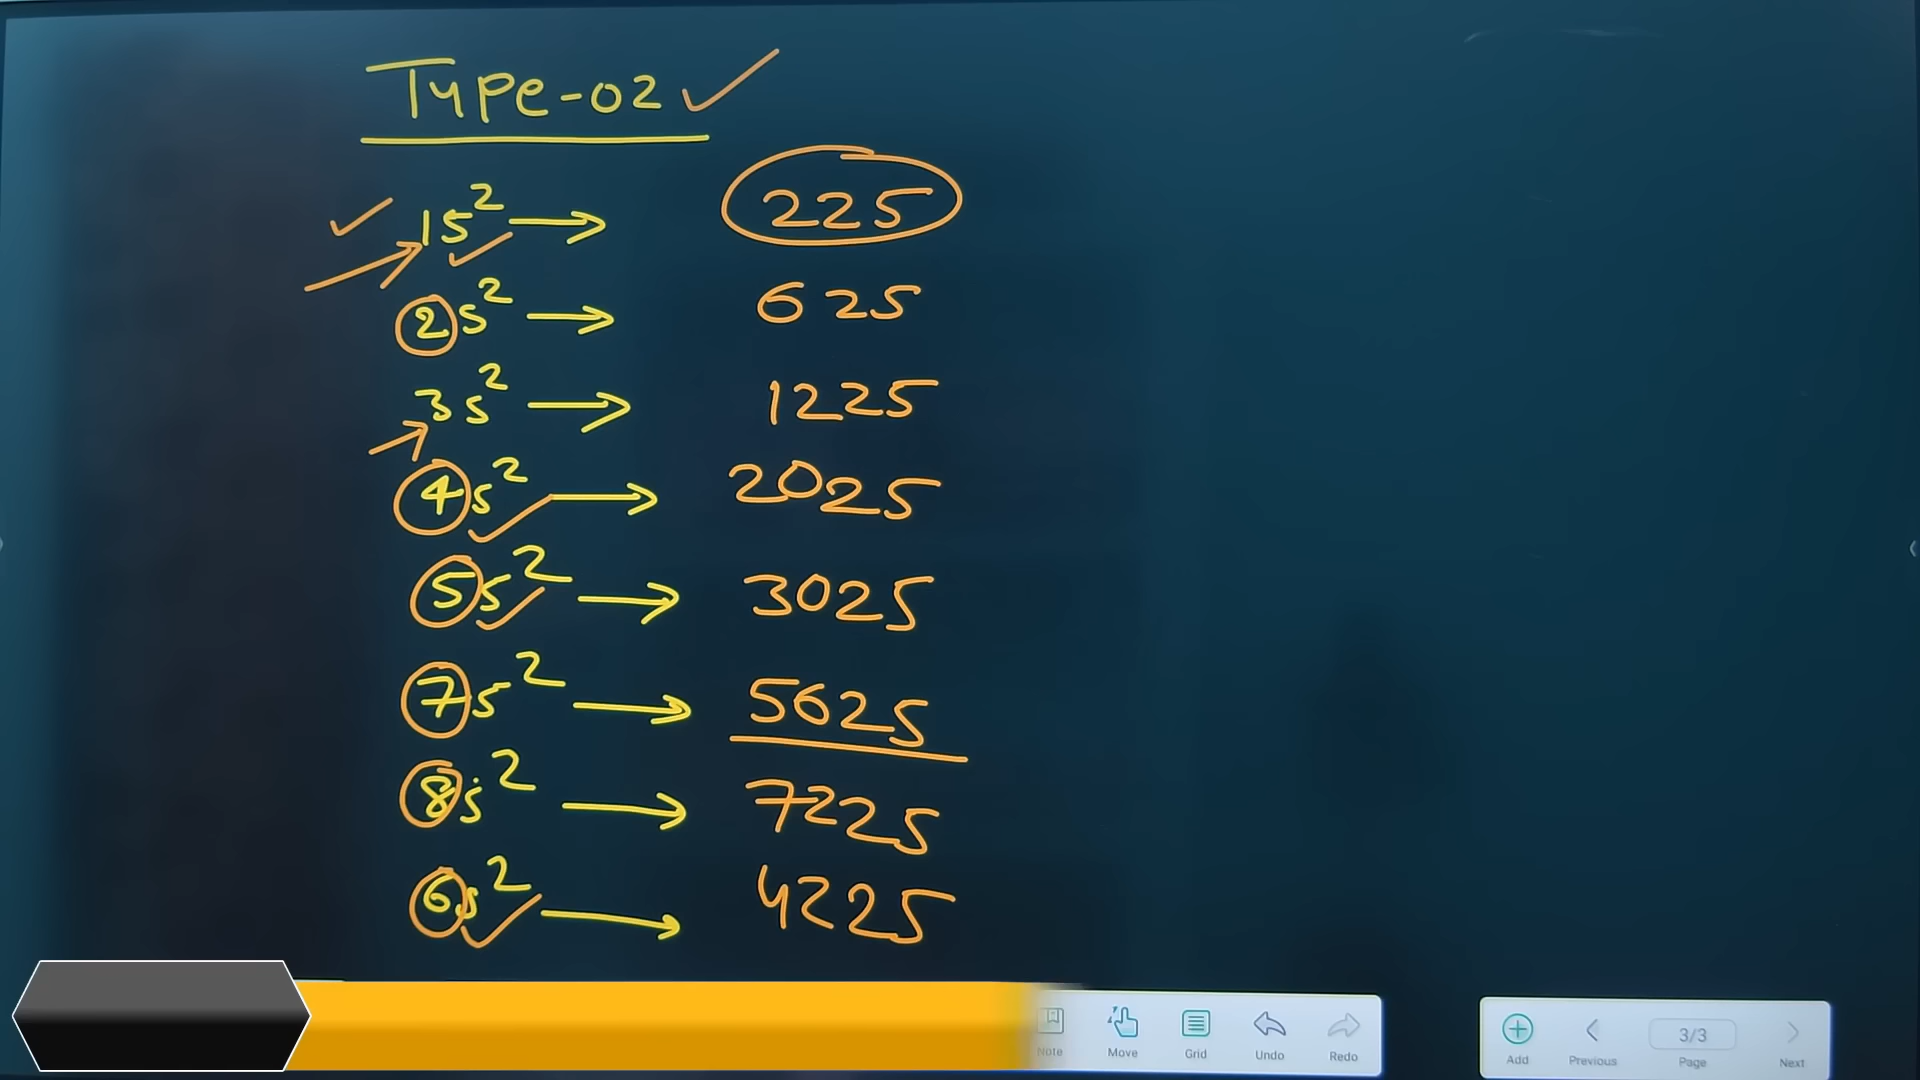 Type-02
15² → 225
25² → 625
35² → 1225
45² → 2025
55² → 3025
75² → 5625
85² → 7225
65² → 4225
Note Move Grid Undo Redo
Add Previous 3/3 Page Next